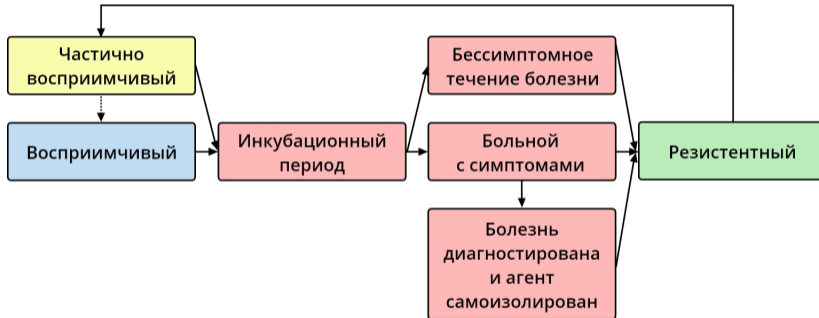 Частично
восприимчивый
Восприимчивый
Инкубационный
период
Бессимптомное
течение болезни
Больной
с симптомами
Болезнь
диагностирована
и агент
самоизолирован
Резистентный